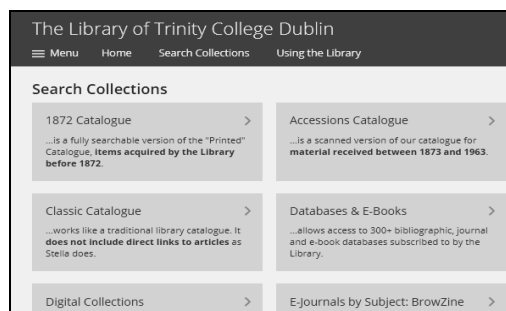 The Library of Trinity College Dublin
Menu Home Search Collections Using the Library
Search Collections
1872 Catalogue
...is a fully searchable version of the "Printed"
Catalogue, items acquired by the Library
before 1872.
Accessions Catalogue
...is a scanned version of our catalogue for
material received between 1873 and 1963.
Classic Catalogue
...works like a traditional library catalogue. It
does not include direct links to articles as
Stella does.
Databases & E-Books
...allows access to 300+ bibliographic, journal
and e-book databases subscribed to by the
Library.
Digital Collections
E-Journals by Subject: BrowZine